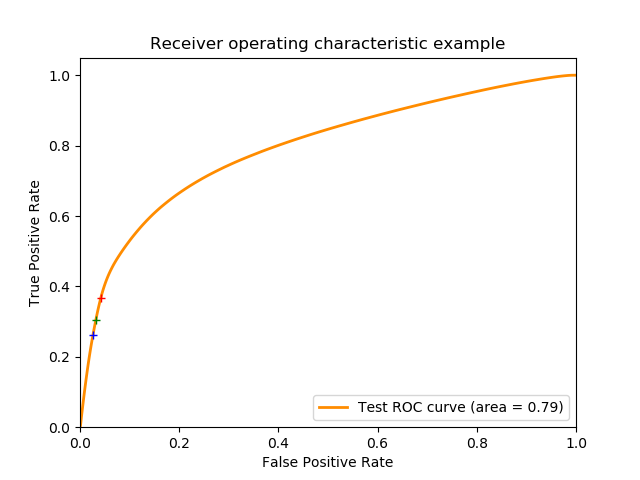 Receiver operating characteristic example
1.0
0.8
0.6
0.4
0.2
0.0
True Positive Rate
Test ROC curve (area = 0.79)
0.0 0.2 0.4 0.6 0.8 1.0
False Positive Rate